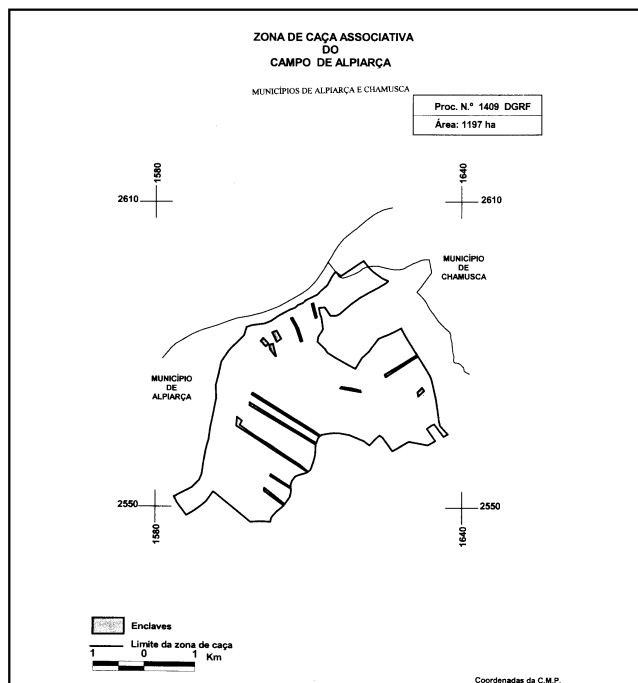 ZONA DE CAÇA ASSOCIATIVA
DO
CAMPO DE ALPIARÇA
MUNICÍPIOS DE ALPIARÇA E CHAMUSCA
Proc. N.º 1409 DGRF
Área: 1197 ha
1580
1640
2610
2610
MUNICÍPIO
DE
CHAMUSCA
MUNICÍPIO
DE
ALPIARÇA
2550
2550
1580
1640
Enclaves
Limite da zona de caça
1 0 1
Km
Coordenadas da C.M.P.